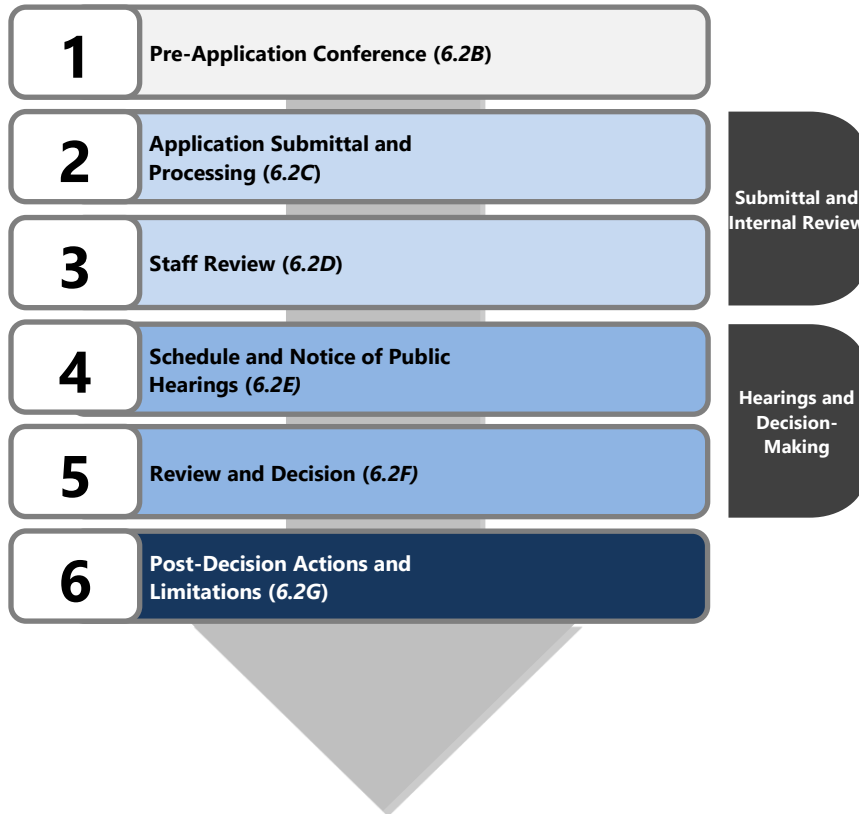 1
Pre-Application Conference (6.2B)
2
Application Submittal and
Processing (6.2C)
3
Staff Review (6.2D)
Submittal and
Internal Review
4
Schedule and Notice of Public
Hearings (6.2E)
5
Review and Decision (6.2F)
Hearings and
Decision-
Making
6
Post-Decision Actions and
Limitations (6.2G)